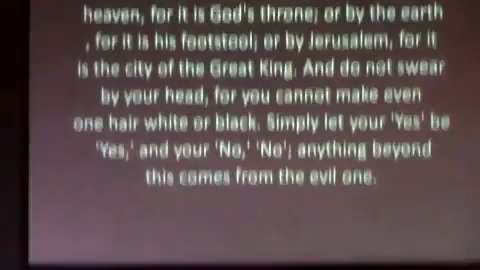 heaven, for it is God's throne; or by the earth
, for it is his footstool; or by Jerusalem, for it
is the city of the Great King. And do not swear
by your head, for you cannot make even
one hair white or black. Simply let your 'Yes' be
'Yes,' and your 'No,' 'No'; anything beyond
this comes from the evil one.